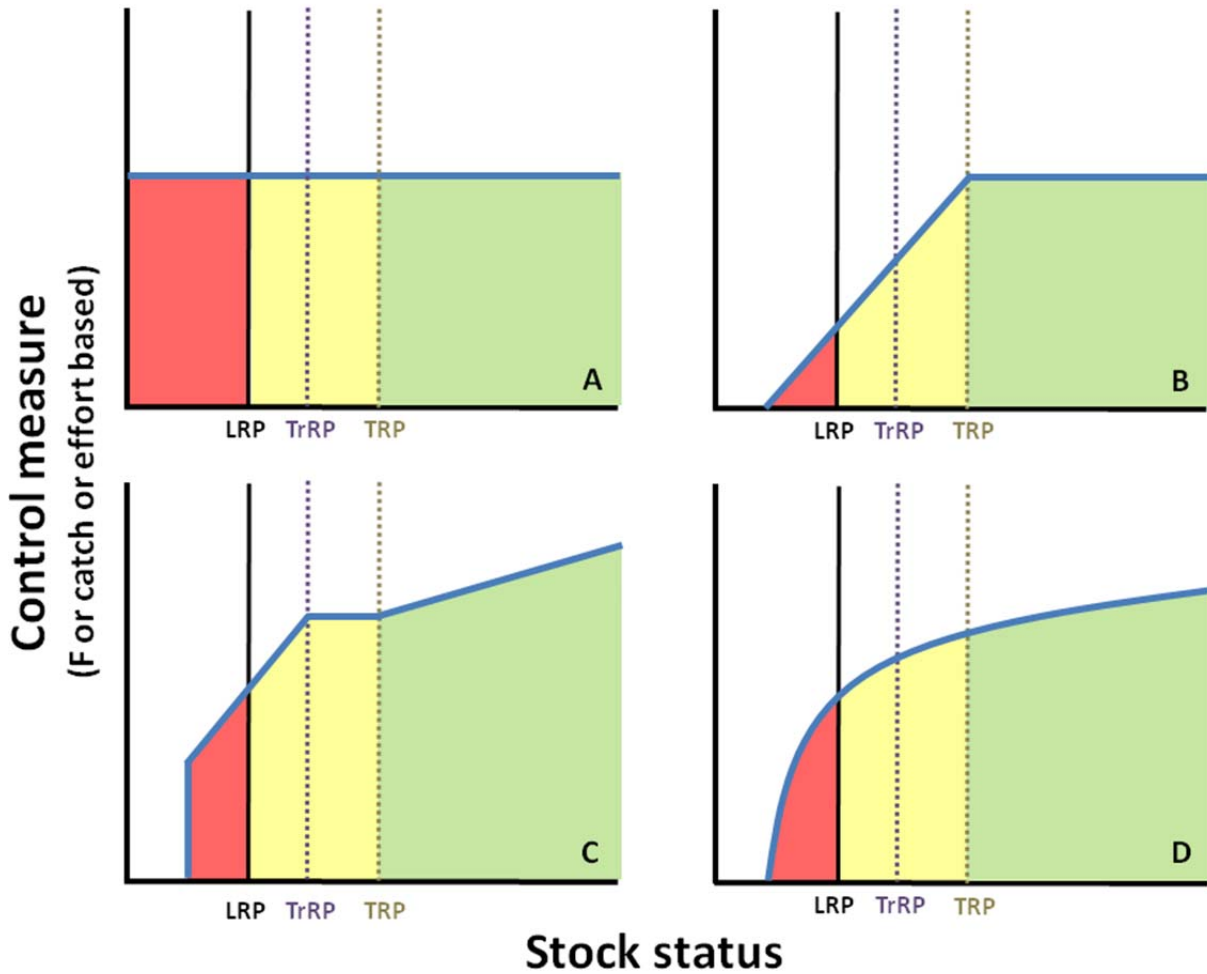 Control measure
(F or catch or effort based)
A
LRP TrRP TRP
B
LRP TrRP TRP
C
LRP TrRP TRP
D
LRP TrRP TRP
Stock status